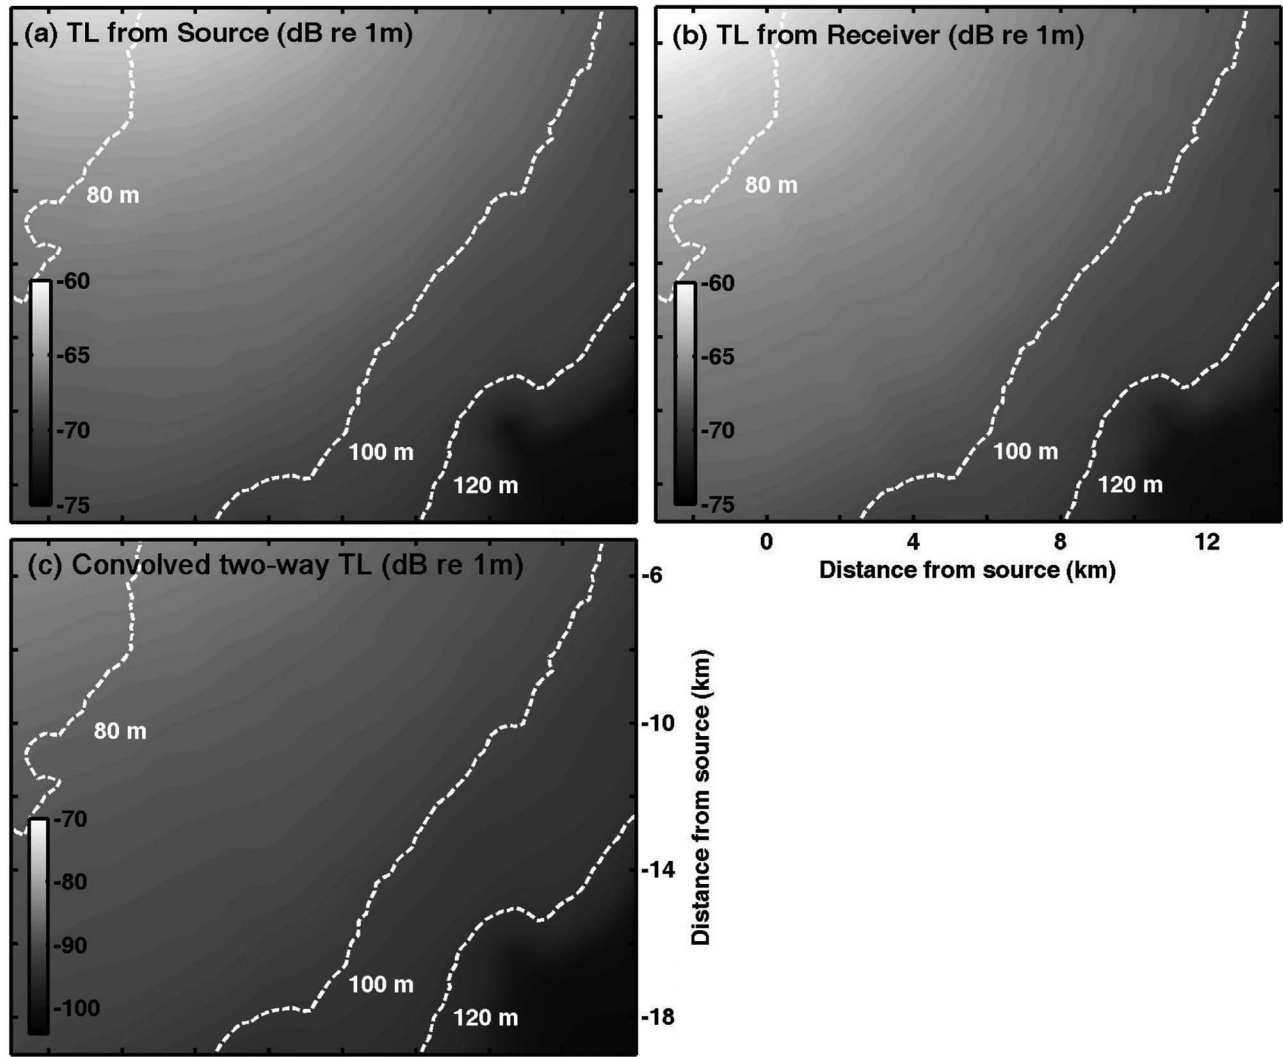 (a) TL from Source (dB re 1m)
80 m
-60
-65
-70
-75
100 m
120 m
(b) TL from Receiver (dB re 1m)
80 m
-60
-65
-70
-75
100 m
120 m
0 4 8 12
Distance from source (km)
(c) Convolved two-way TL (dB re 1m)
80 m
-70
-80
-90
-100
100 m
120 m
-6
-10
-14
-18
Distance from source (km)